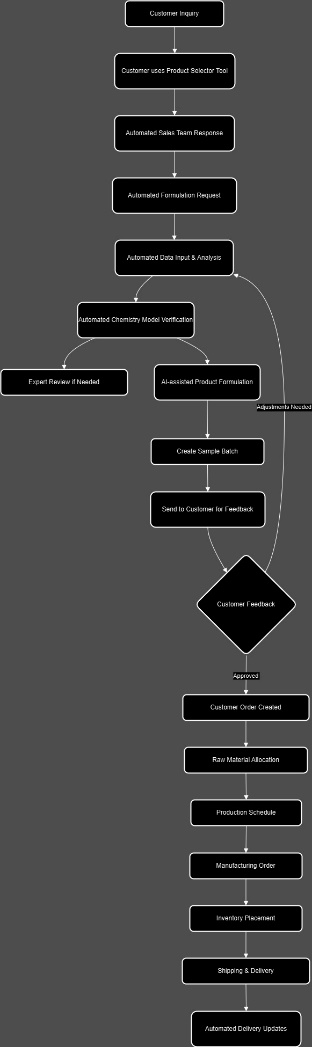 Customer Inquiry
Customer uses Product Selector Tool
Automated Sales Team Response
Automated Formulation Request
Automated Data Input & Analysis
Automated Chemistry Model Verification
Expert Review if Needed
AI-assisted Product Formulation
Adjustments Needed
Create Sample Batch
Send to Customer for Feedback
Customer Feedback
Approved
Customer Order Created
Raw Material Allocation
Production Schedule
Manufacturing Order
Inventory Placement
Shipping & Delivery
Automated Delivery Updates